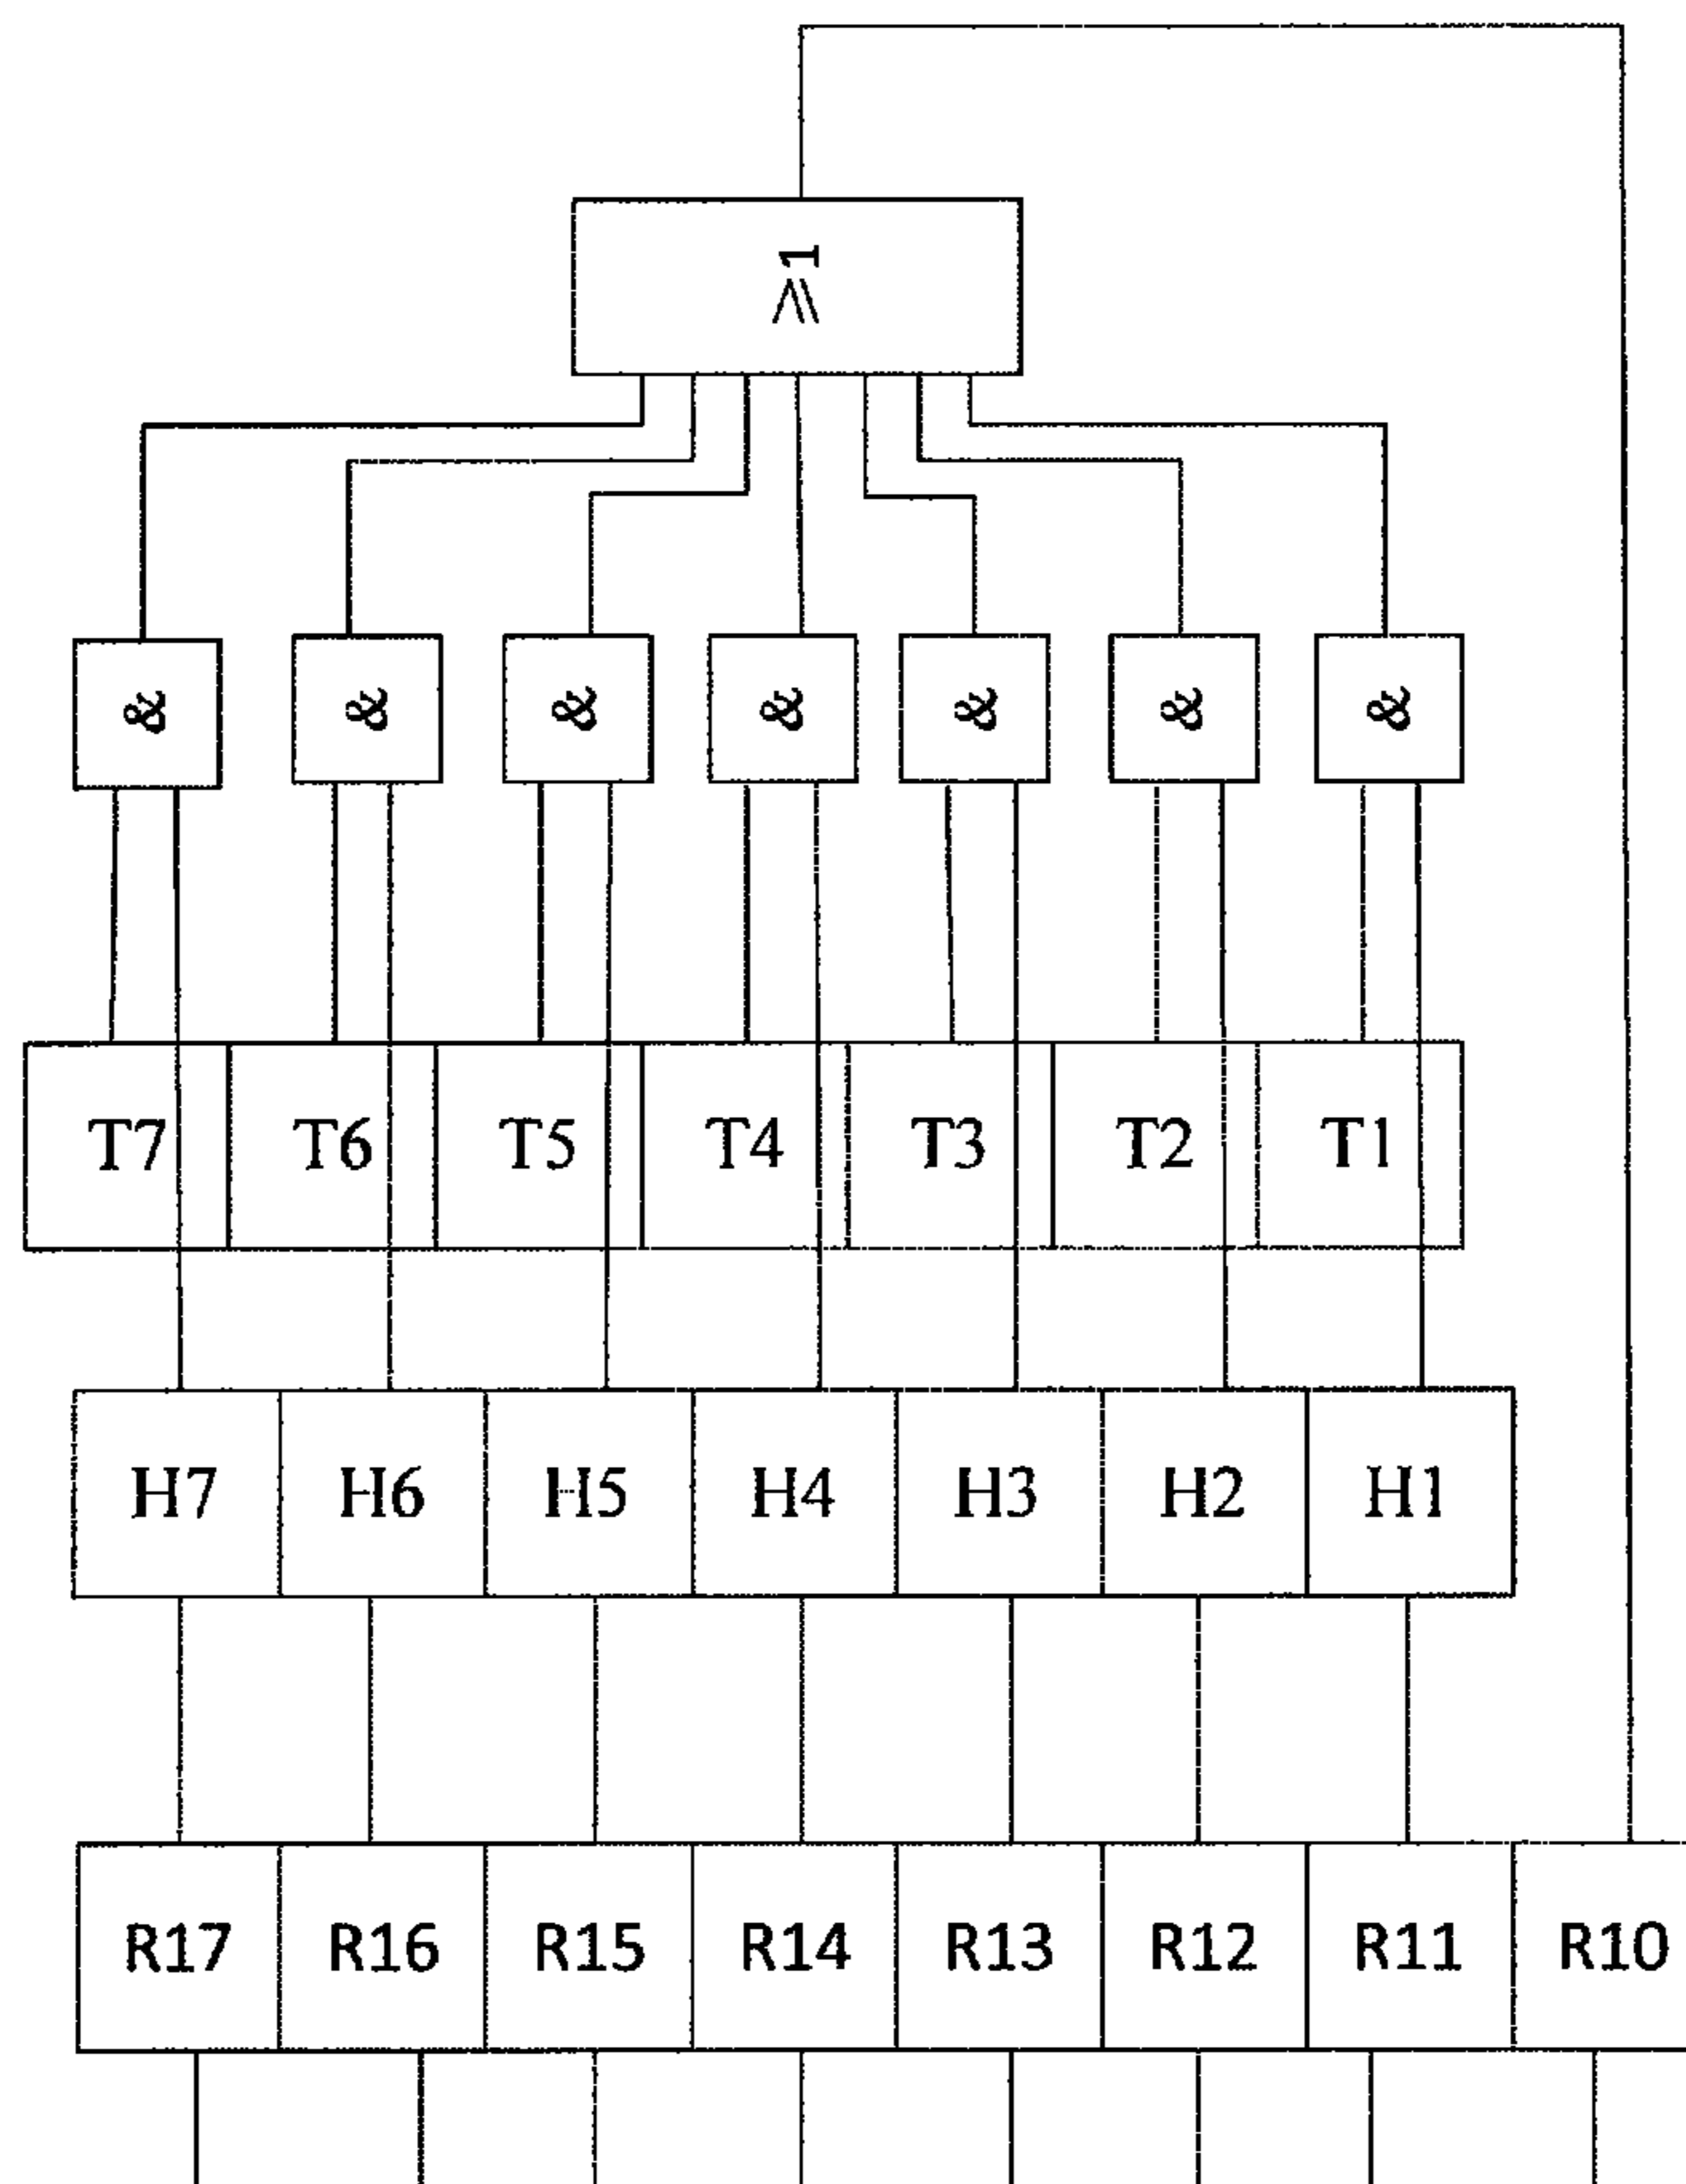 ≥1
& & & & & & &
T7 T6 T5 T4 T3 T2 T1
H7 H6 H5 H4 H3 H2 H1
R17 R16 R15 R14 R13 R12 R11 R10